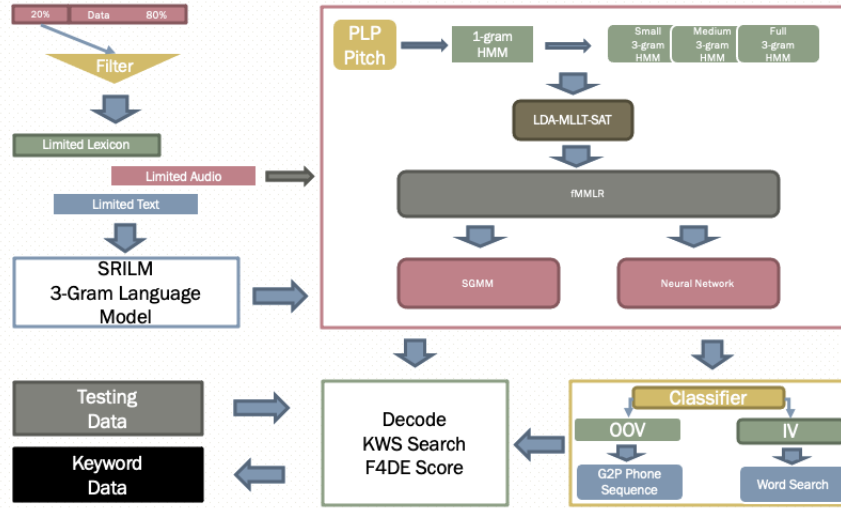 20% Data 80%
Filter
Limited Lexicon
Limited Audio
Limited Text
SRILM
3-Gram Language
Model
PLP
Pitch
1-gram
HMM
Small
3-gram
HMM
Medium
3-gram
HMM
Full
3-gram
HMM
LDA-MLLT-SAT
fMMLR
SGMM
Neural Network
Testing
Data
Keyword
Data
Decode
KWS Search
F4DE Score
Classifier
OOV
IV
G2P Phone
Sequence
Word Search